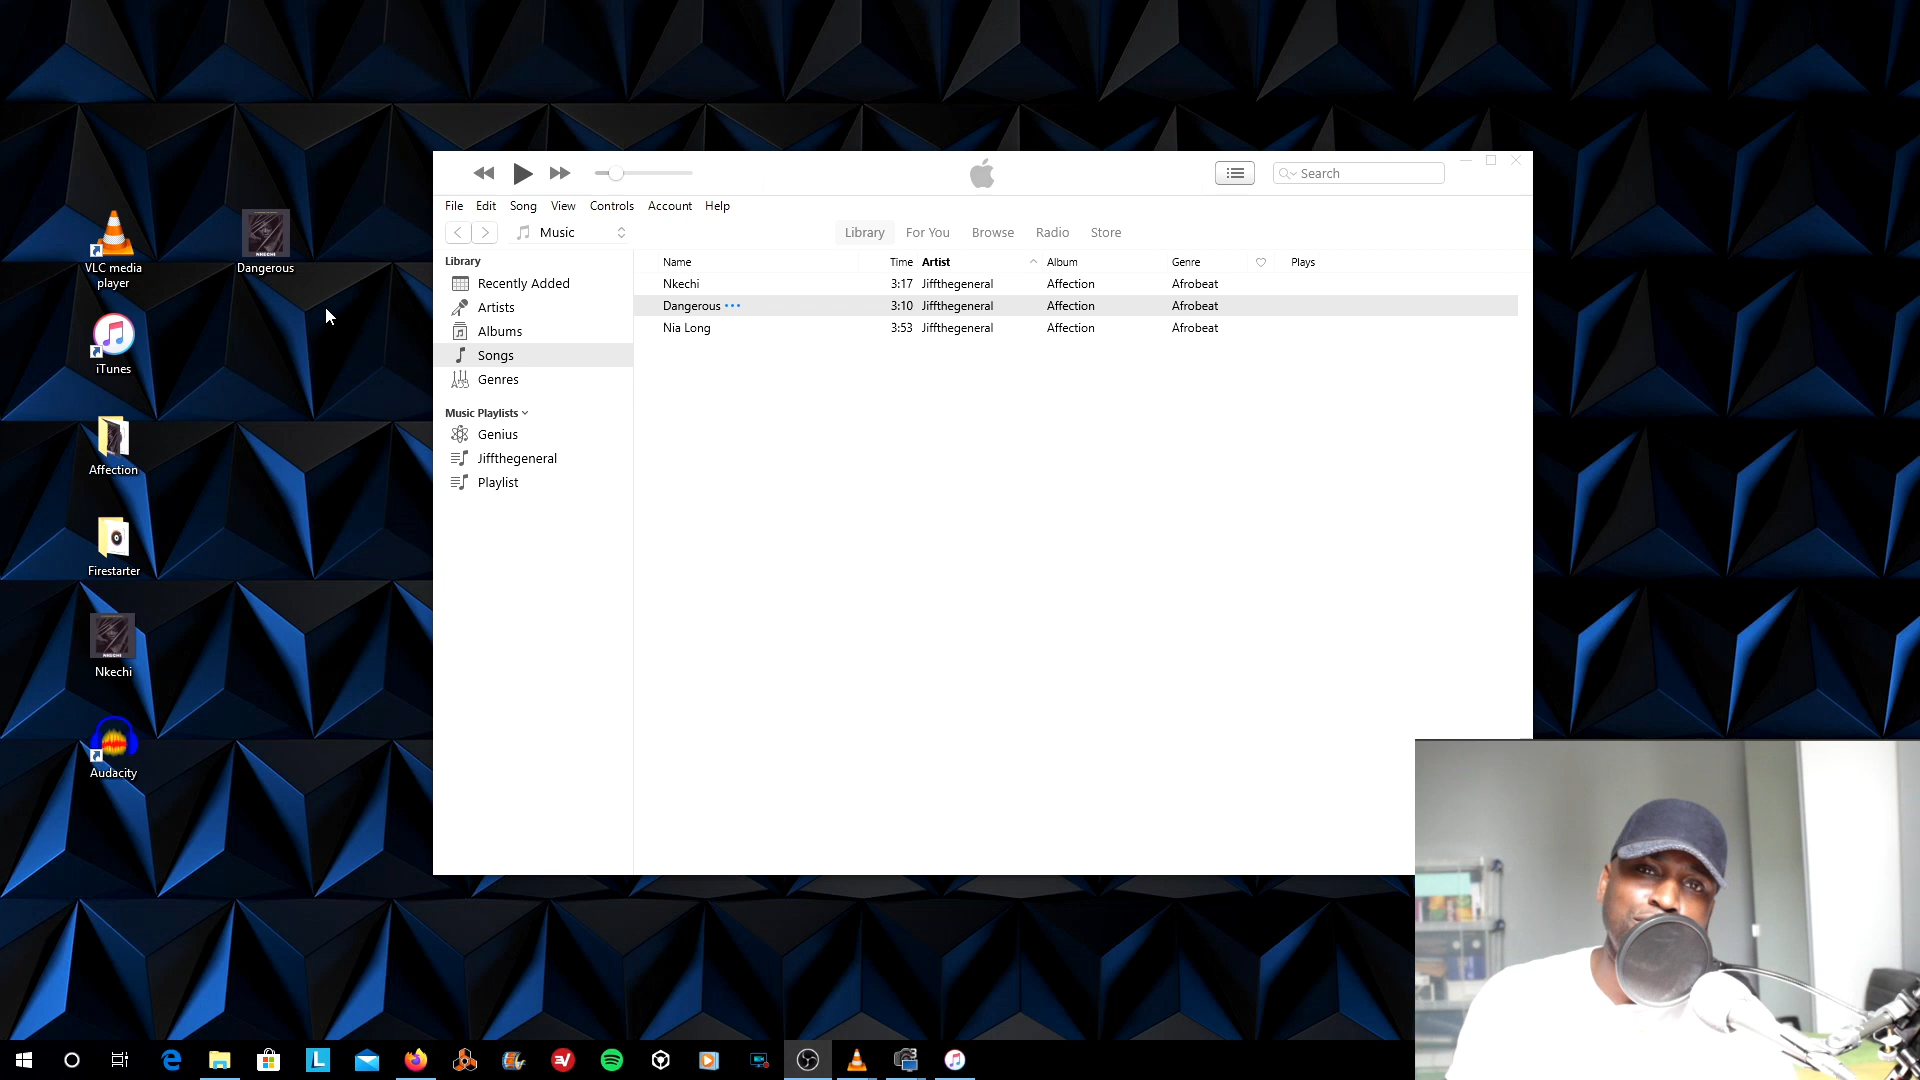 Search
File Edit Song View Controls Account Help
Music
Library For You Browse Radio Store
Library
Recently Added
Artists
Albums
Songs
Genres
Music Playlists
Genius
Jiffthegeneral
Playlist
Name Time Artist Album Genre Plays
Nkechi 3:17 Jiffthegeneral Affection Afrobeat
Dangerous 3:10 Jiffthegeneral Affection Afrobeat
Nia Long 3:53 Jiffthegeneral Affection Afrobeat
VLC media
player
NKECHI
Dangerous
iTunes
Affection
Firestarter
NKECHI
Nkechi
Audacity